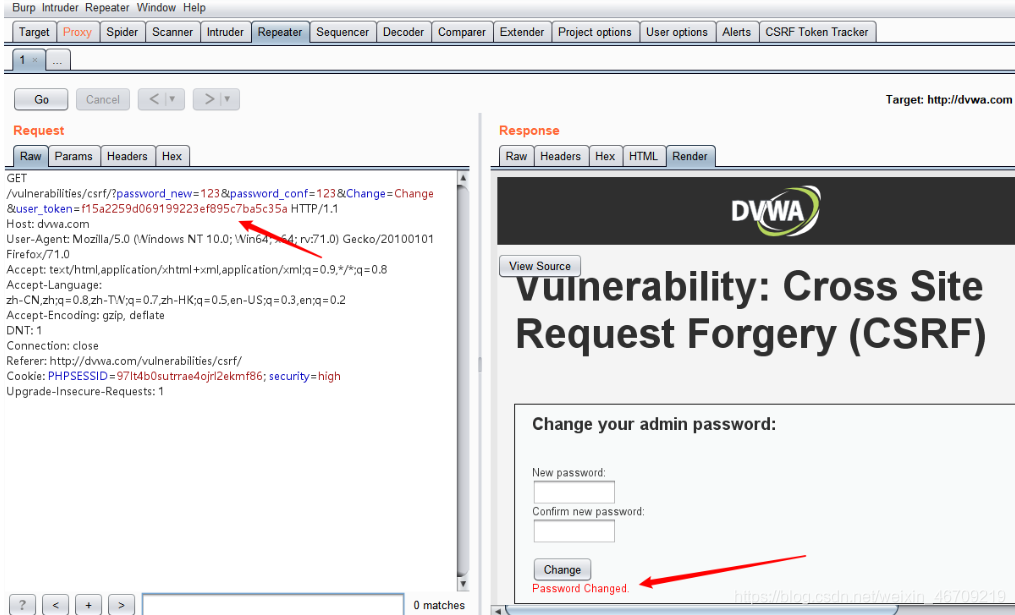 Burp Intruder Repeater Window Help
Target Proxy Spider Scanner Intruder Repeater Sequencer Decoder Comparer Extender Project options User options Alerts CSRF Token Tracker
1 × ...
Go Cancel < ▼ > ▼ Target: http://dvwa.com
Request
Raw Params Headers Hex
GET
/vulnerabilities/csrf/?password_new=123&password_conf=123&Change=Change
&user_token=f15a2259d069199223ef895c7ba5c35a HTTP/1.1
Host: dvwa.com
User-Agent: Mozilla/5.0 (Windows NT 10.0; Win64; x64; rv:71.0) Gecko/20100101
Firefox/71.0
Accept: text/html,application/xhtml+xml,application/xml;q=0.9,*/*;q=0.8
Accept-Language:
zh-CN,zh;q=0.8,zh-TW;q=0.7,zh-HK;q=0.5,en-US;q=0.3,en;q=0.2
Accept-Encoding: gzip, deflate
DNT: 1
Connection: close
Referer: http://dvwa.com/vulnerabilities/csrf/
Cookie: PHPSESSID=97lt4b0sutrrae4ojrl2ekmf86; security=high
Upgrade-Insecure-Requests: 1
? < + > 0 matches
Response
Raw Headers Hex HTML Render
DVWA
View Source
Vulnerability: Cross Site
Request Forgery (CSRF)
Change your admin password:
New password:
Confirm new password:
Change
Password Changed.
https://blog.csdn.net/weixin_46709219